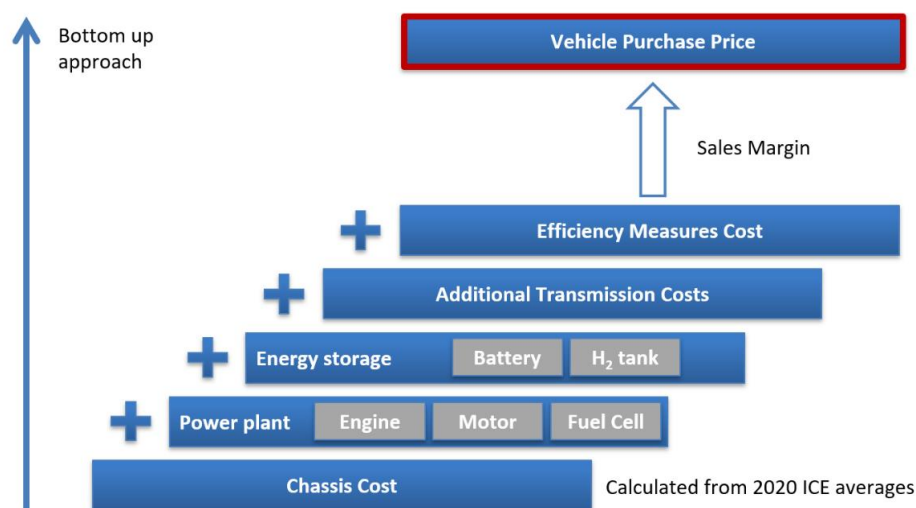 Bottom up
approach
Vehicle Purchase Price
Sales Margin
Efficiency Measures Cost
Additional Transmission Costs
Energy storage Battery H₂ tank
Power plant Engine Motor Fuel Cell
Chassis Cost Calculated from 2020 ICE averages